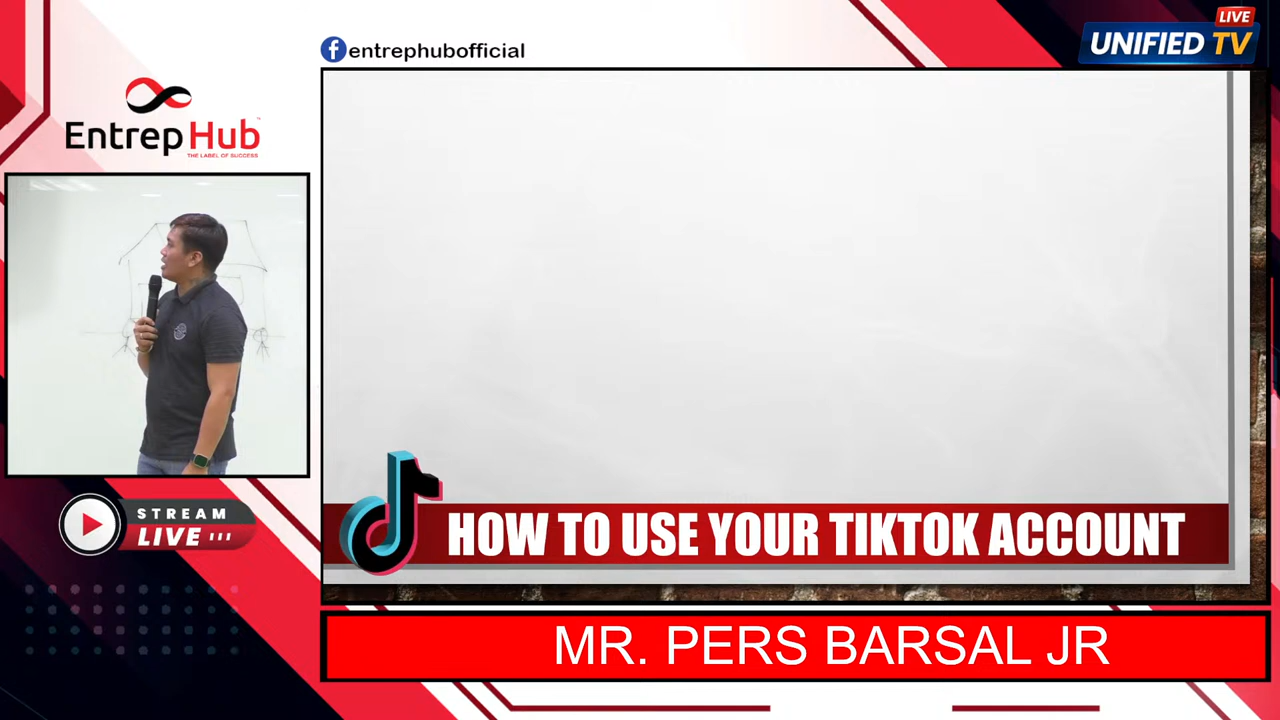 entrephubofficial
LIVE
UNIFIED TV
EntrepHub
THE LABEL OF SUCCESS
STREAM
LIVE
HOW TO USE YOUR TIKTOK ACCOUNT
MR. PERS BARSAL JR